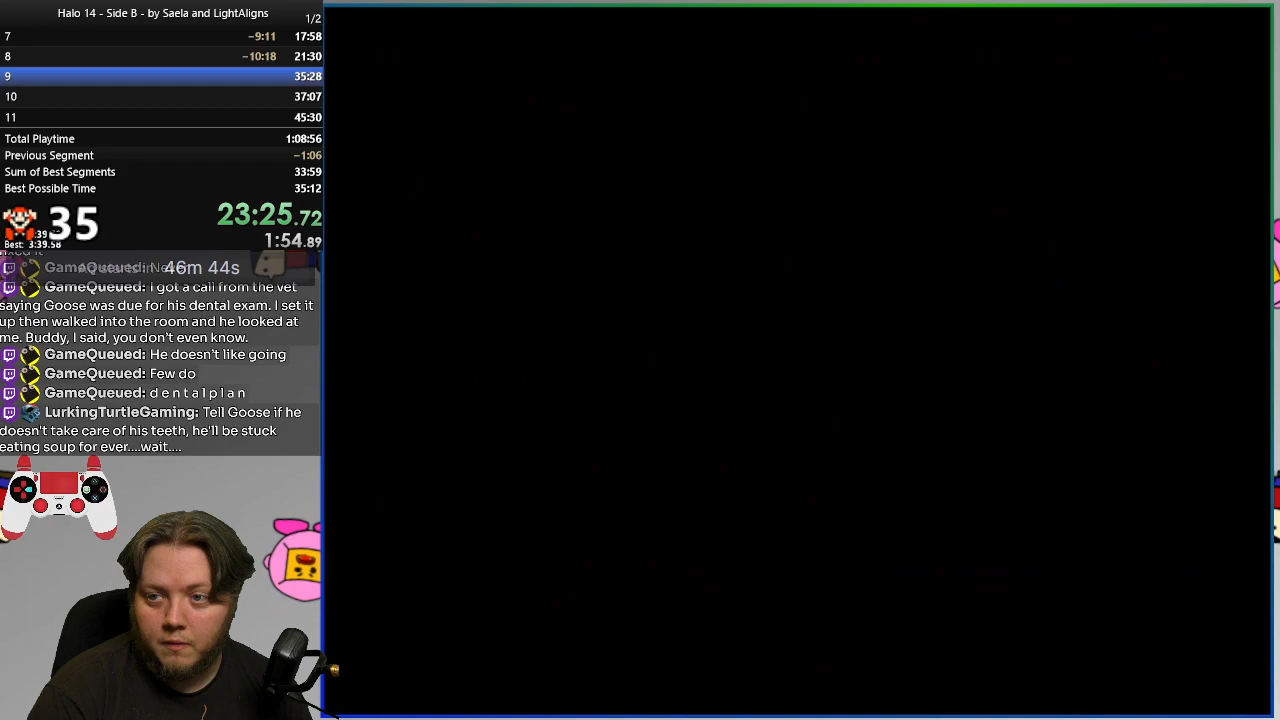 Halo 14 - Side B - by Saela and LightAligns
1/2
7 −9:11 17:58
8 −10:18 21:30
9 35:28
10 37:07
11 45:30
Total Playtime 1:08:56
Previous Segment −1:06
Sum of Best Segments 33:59
Best Possible Time 35:12
35 23:25.72
1:54.89
Best: 3:39.58
46m 44s
GameQueued:
GameQueued: I got a call from the vet
saying Goose was due for his dental exam. I set it
up then walked into the room and he looked at
me. Buddy, I said, you don't even know.
GameQueued: He doesn't like going
GameQueued: Few do
GameQueued: d e n t a l p l a n
LurkingTurtleGaming: Tell Goose if he
doesn't take care of his teeth, he'll be stuck
eating soup for ever....wait....